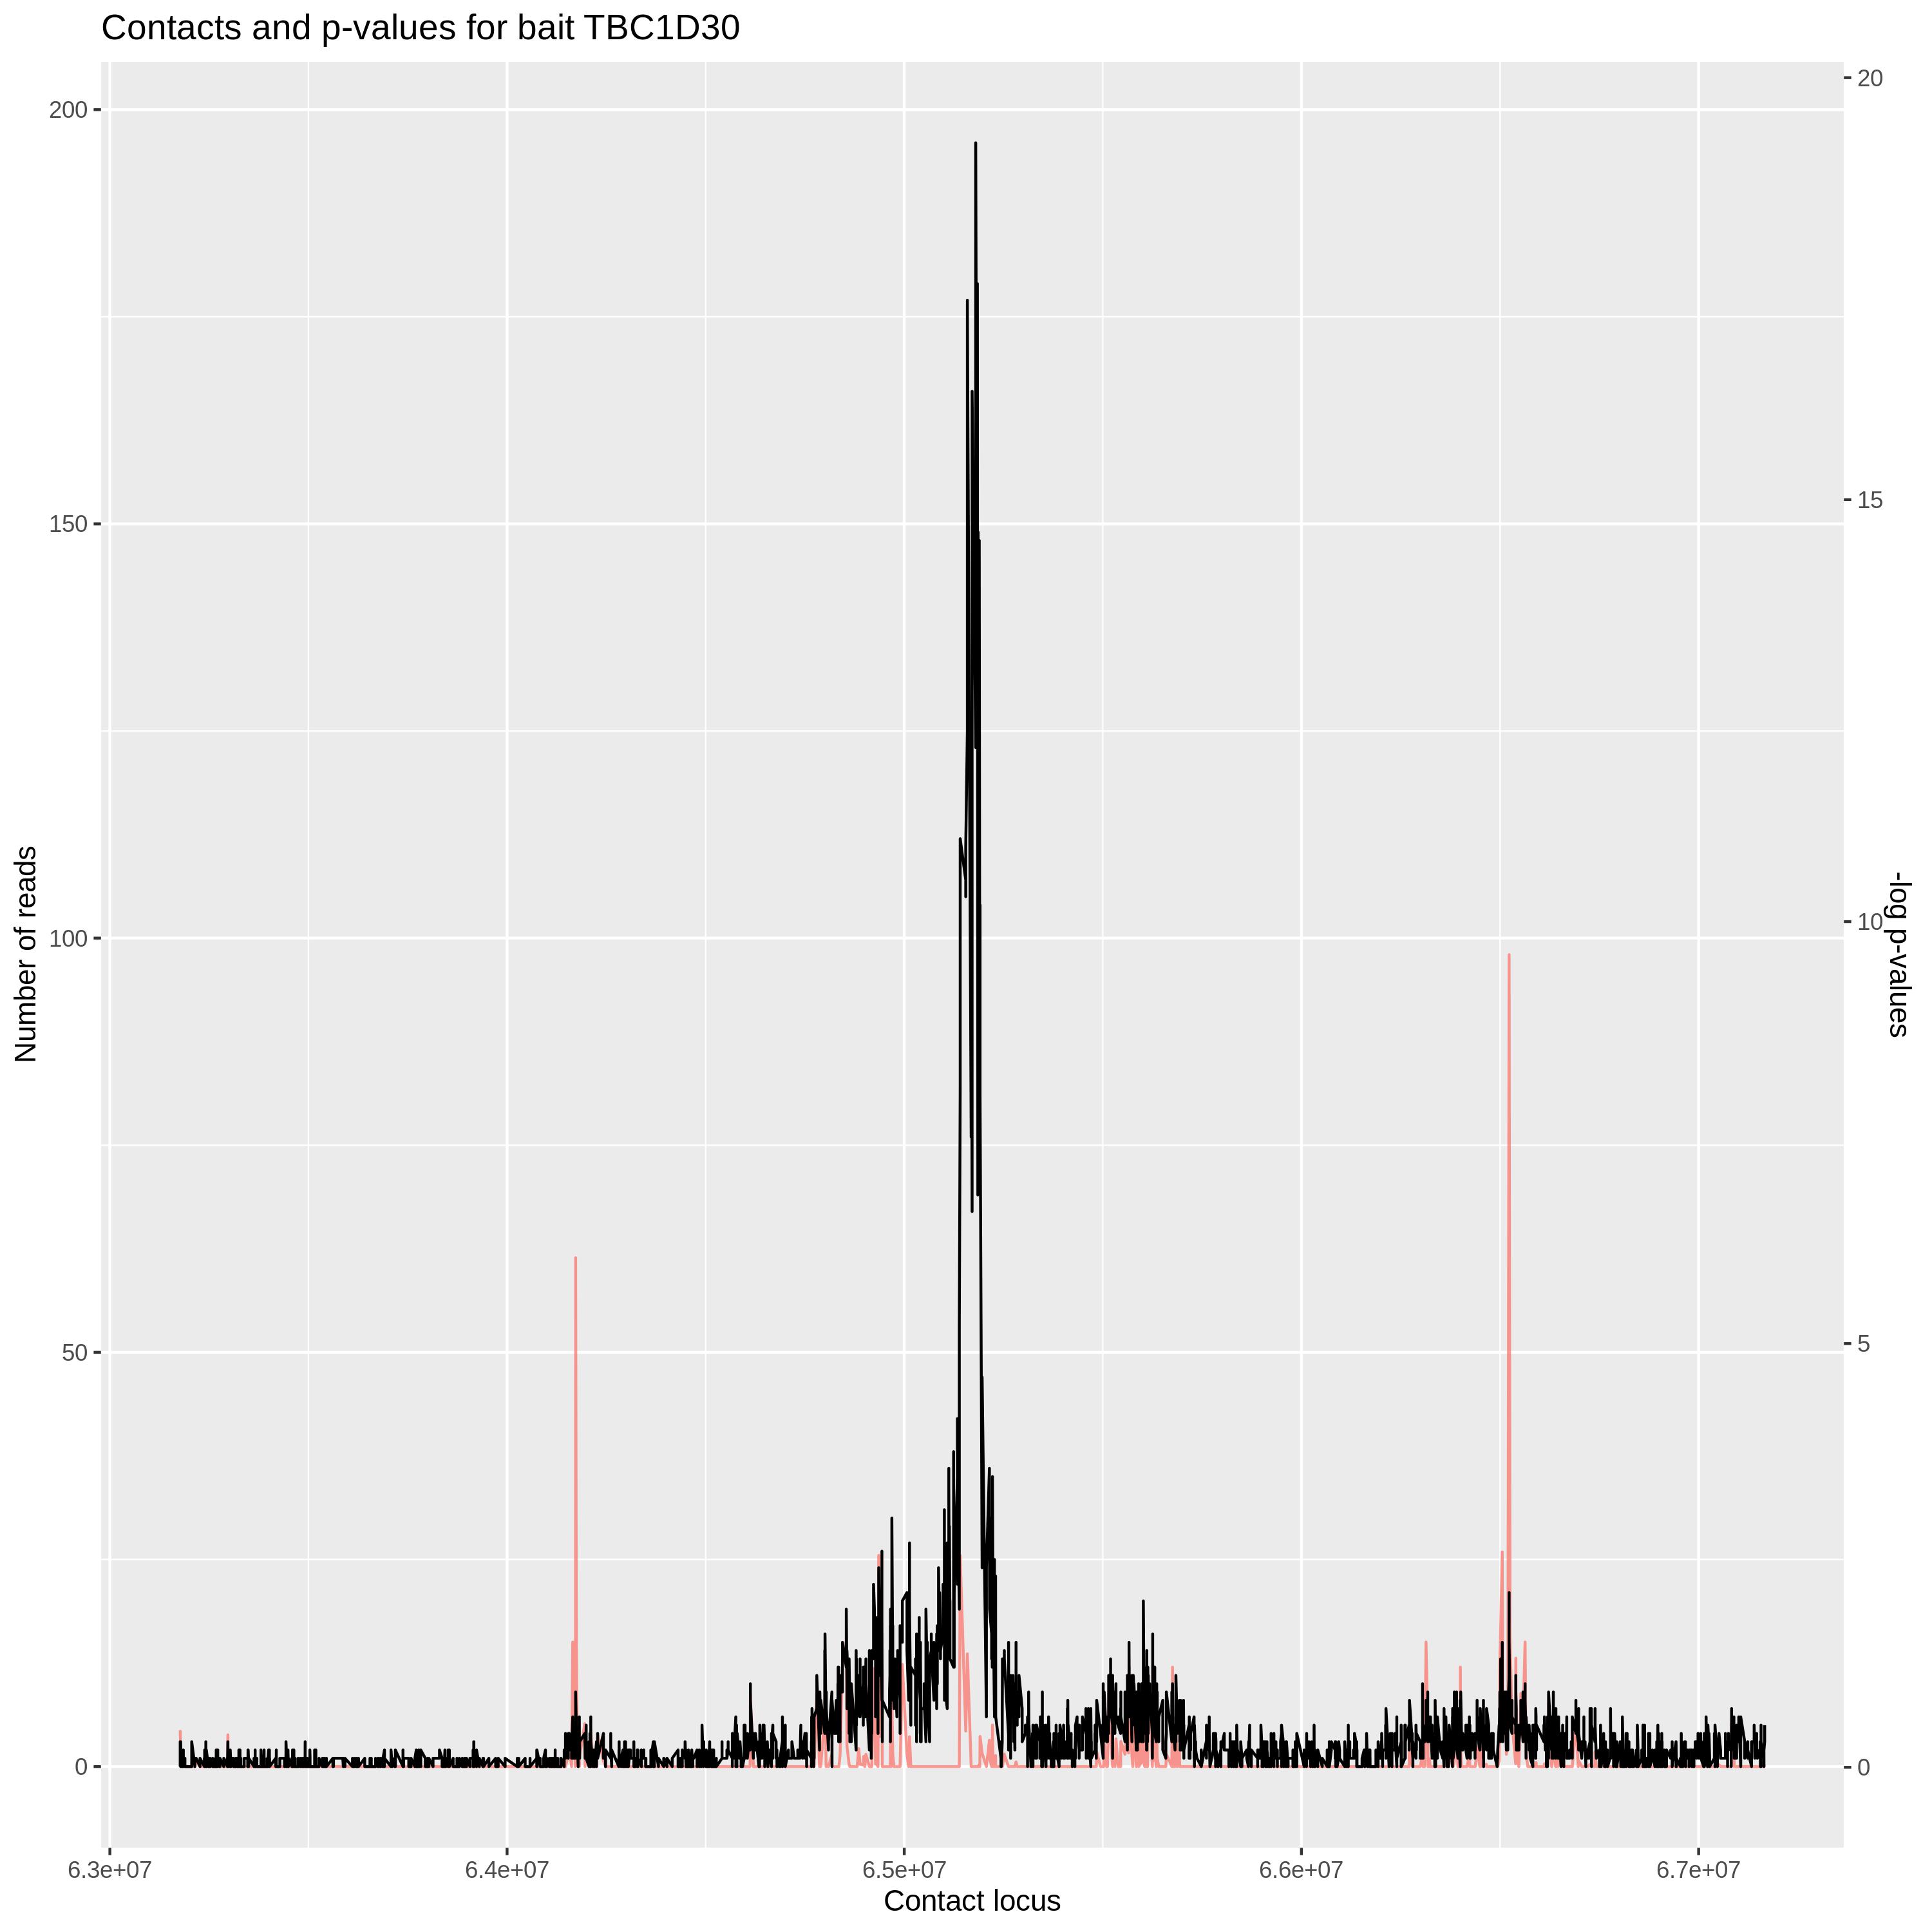 Contacts and p-values for bait TBC1D30
200
150
100
50
0
Number of reads
20
15
10
5
0
-log p-values
6.3e+07
6.4e+07
6.5e+07
6.6e+07
6.7e+07
Contact locus